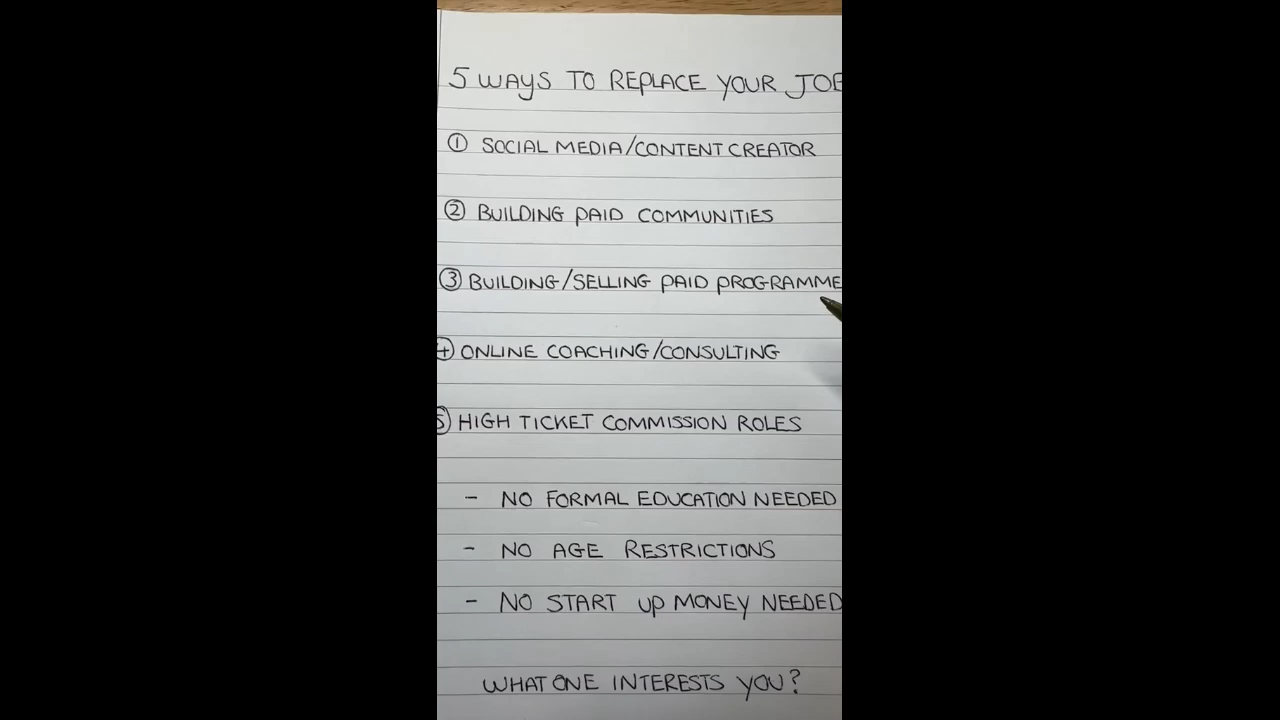 5 WAYS TO REPLACE YOUR JOB
① SOCIAL MEDIA/CONTENT CREATOR
② BUILDING PAID COMMUNITIES
③ BUILDING/SELLING PAID PROGRAMME
④ ONLINE COACHING/CONSULTING
⑤ HIGH TICKET COMMISSION ROLES
- NO FORMAL EDUCATION NEEDED
- NO AGE RESTRICTIONS
- NO START UP MONEY NEEDED
WHAT ONE INTERESTS YOU?